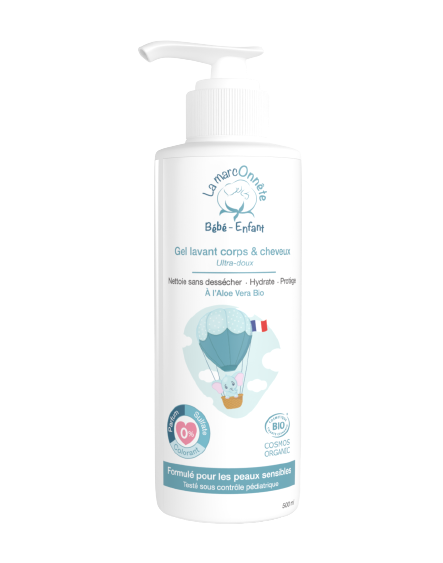 La marcOnnète
Bébé - Enfant
Gel lavant corps & cheveux
Ultra-doux
Nettoie sans dessécher · Hydrate · Protège
À l'Aloe Vera Bio
Parfum
Sulfate
0%
Colorant
BIO
COSMOS
ORGANIC
Formulé pour les peaux sensibles
Testé sous contrôle pédiatrique
500 ml